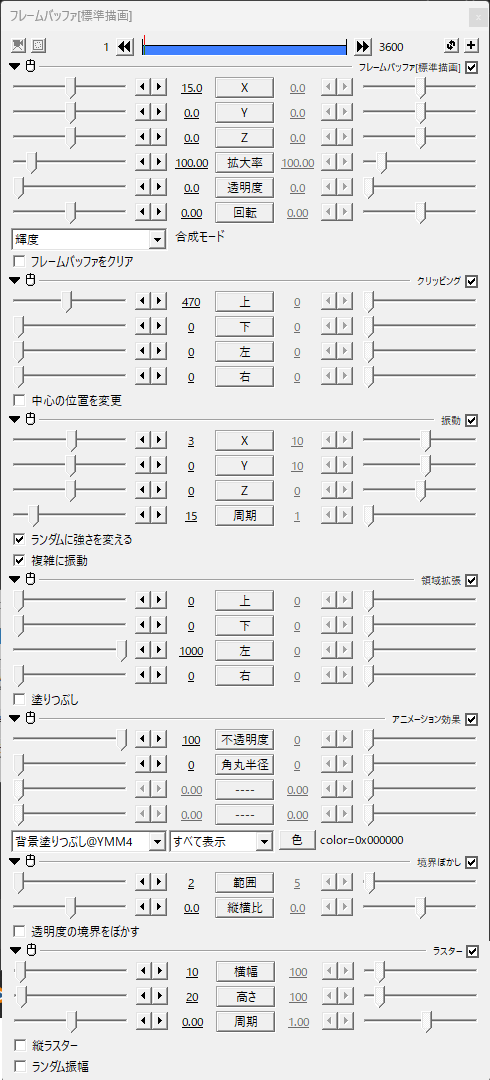 フレームバッファ[標準描画]
1 3600
フレームバッファ[標準描画]
15.0 X 0.0
0.0 Y 0.0
0.0 Z 0.0
100.00 拡大率 100.00
0.0 透明度 0.0
0.00 回転 0.00
輝度 合成モード
フレームバッファをクリア
クリッピング
470 上 0
0 下 0
0 左 0
0 右 0
中心の位置を変更
振動
3 X 10
0 Y 10
0 Z 0
15 周期 1
ランダムに強さを変える
複雑に振動
領域拡張
0 上 0
0 下 0
1000 左 0
0 右 0
塗りつぶし
アニメーション効果
100 不透明度 0
0 角丸半径 0
0.00 ---- 0.00
0.00 ---- 0.00
背景塗りつぶし@YMM4 すべて表示 色 color=0x000000
境界ぼかし
2 範囲 5
0.0 縦横比 0.0
透明度の境界をぼかす
ラスター
10 横幅 100
20 高さ 100
0.00 周期 1.00
縦ラスター
ランダム振幅